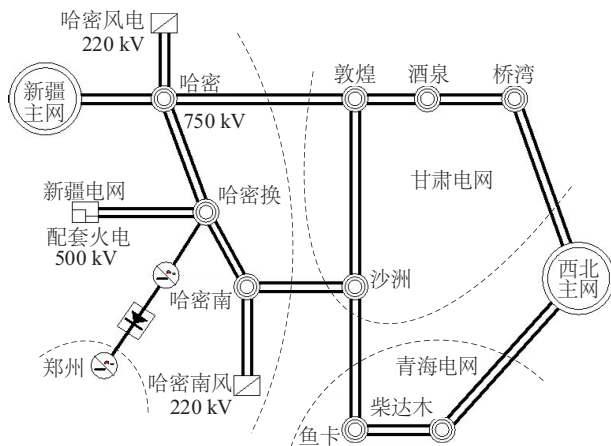 哈密风电
220 kV
新疆
主网
哈密
750 kV
敦煌
酒泉
桥湾
甘肃电网
新疆电网
配套火电
500 kV
哈密换
西北
主网
哈密南
沙洲
郑州
哈密南风
220 kV
青海电网
柴达木
鱼卡